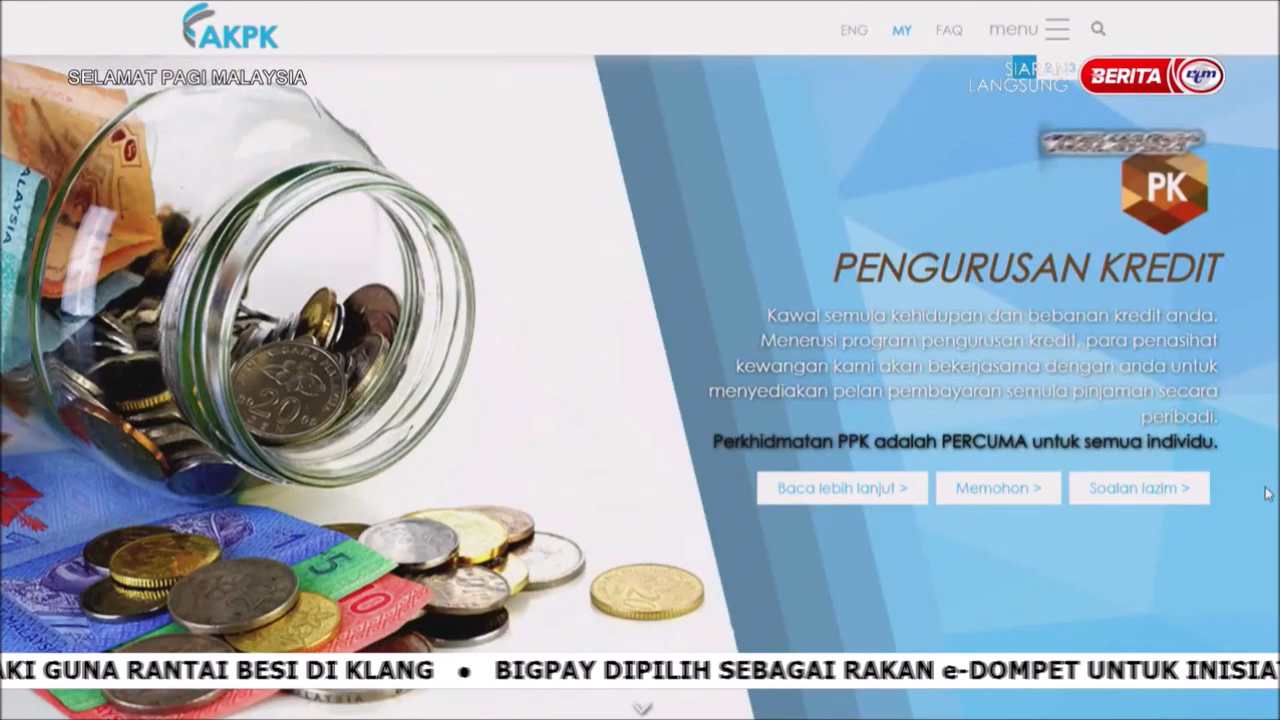 AKPK
ENG MY FAQ menu
SELAMAT PAGI MALAYSIA
SIARAN
LANGSUNG
BERITA rtm
PK
PENGURUSAN KREDIT
Kawal semula kehidupan dan bebanan kredit anda.
Menerusi program pengurusan kredit, para penasihat
kewangan kami akan bekerjasama dengan anda untuk
menyediakan pelan pembayaran semula pinjaman secara
peribadi.
Perkhidmatan PPK adalah PERCUMA untuk semua individu.
Baca lebih lanjut > Memohon > Soalan lazim >
20
5
AKI GUNA RANTAI BESI DI KLANG • BIGPAY DIPILIH SEBAGAI RAKAN e-DOMPET UNTUK INISIA